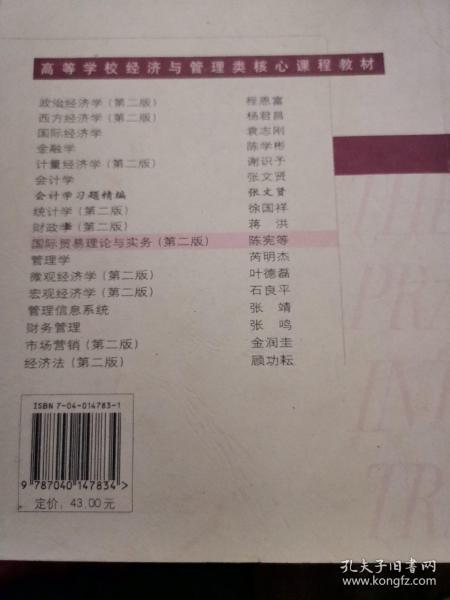 高等学校经济与管理类核心课程教材
政治经济学(第二版) 程恩富
西方经济学(第二版) 杨君昌
国际经济学 袁志刚
金融学 陈学彬
计量经济学(第二版) 谢识予
会计学 张文贤
会计学习题精编 张文贤
统计学(第二版) 徐国祥
财政学(第二版) 蒋 洪
国际贸易理论与实务(第二版) 陈宪等
管理学 芮明杰
微观经济学(第二版) 叶德磊
宏观经济学(第二版) 石良平
管理信息系统 张 靖
财务管理 张 鸣
市场营销(第二版) 金润圭
经济法(第二版) 顾功耘
ISBN 7-04-014783-1
9 787040 147834 >
定价: 43.00元
孔夫子旧书网
www.kongfz.com